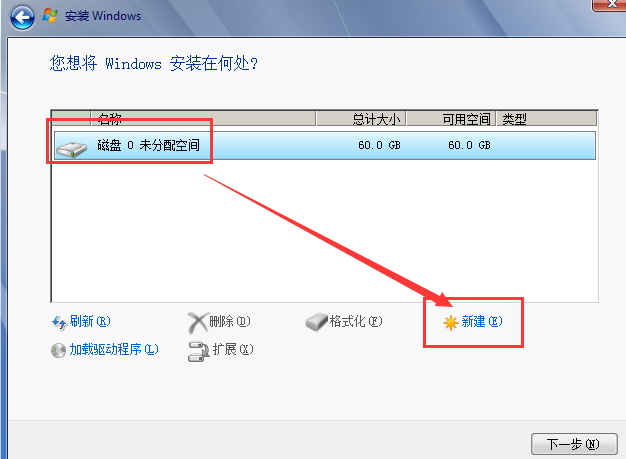 安装 Windows
您想将 Windows 安装在何处?
名称 总计大小 可用空间 类型
磁盘 0 未分配空间 60.0 GB 60.0 GB
刷新(R) 删除(D) 格式化(F) 新建(E)
加载驱动程序(L) 扩展(X)
下一步(N)